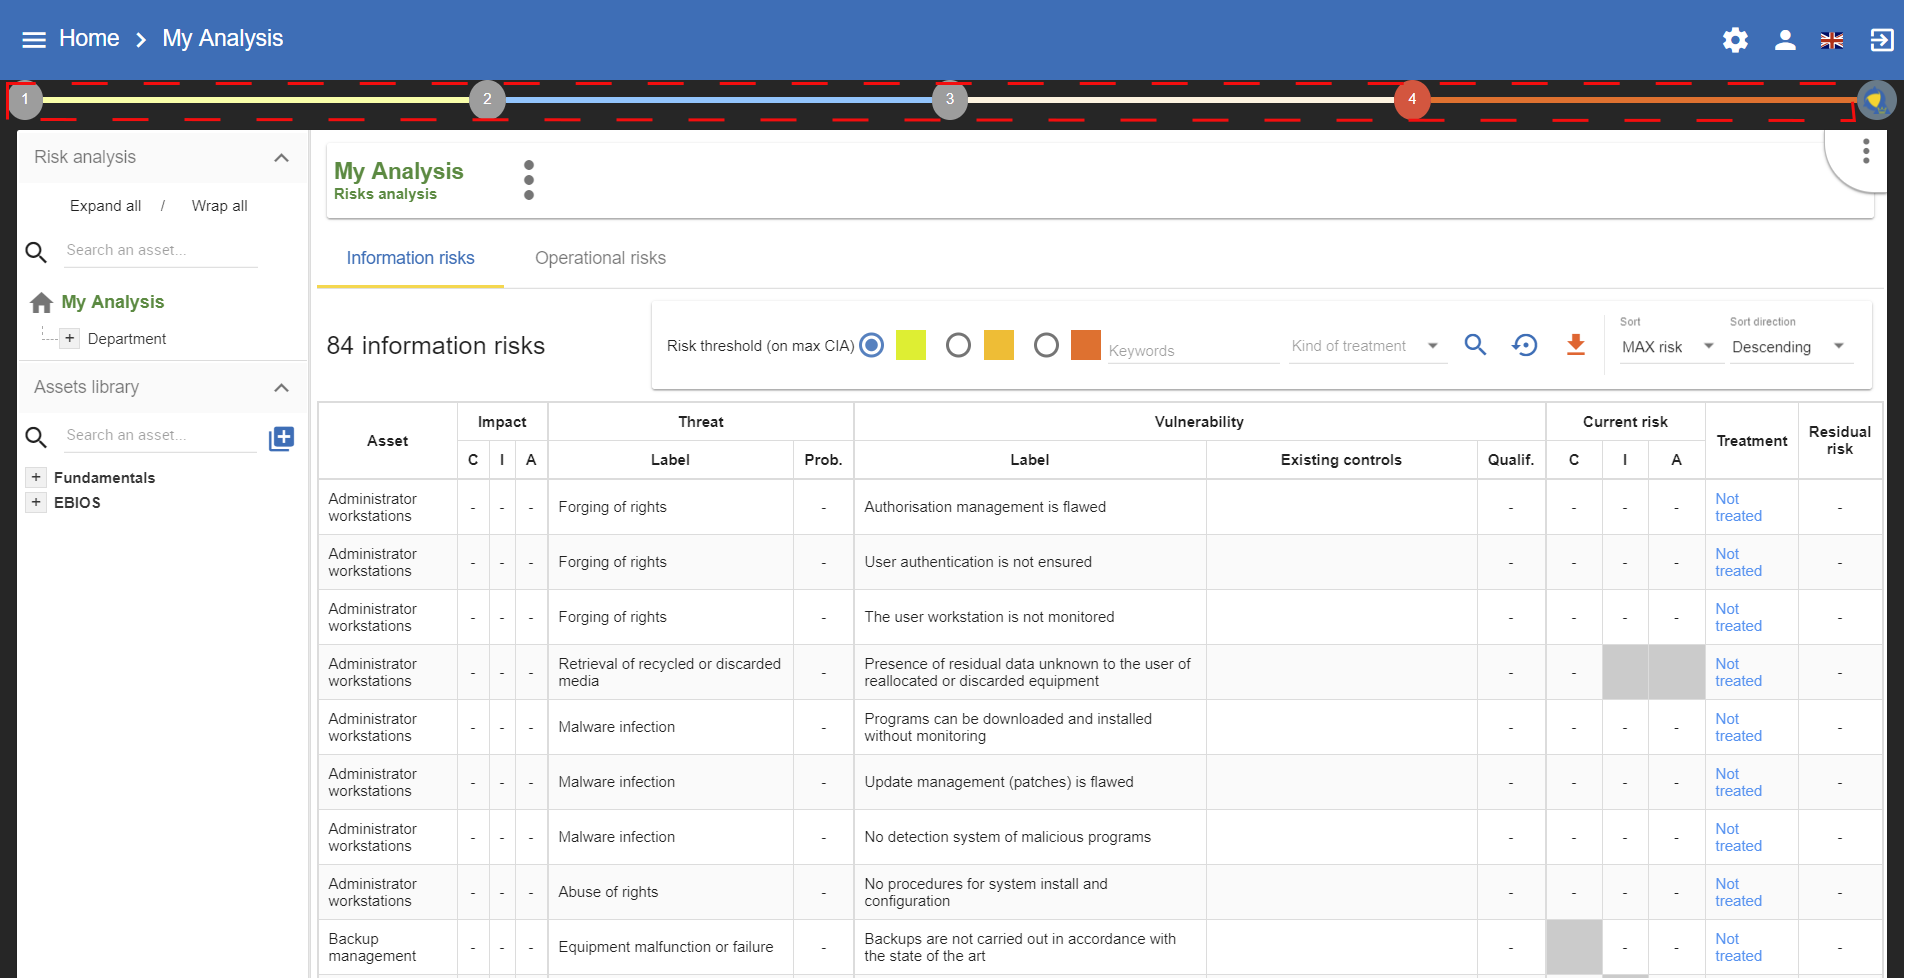 Home
My Analysis
1
2
3
4
Risk analysis
Expand all / Wrap all
Search an asset...
My Analysis
+ Department
Assets library
Search an asset...
+ Fundamentals
+ EBIOS
My Analysis
Risks analysis
Information risks
Operational risks
84 information risks
Risk threshold (on max CIA)
Keywords
Kind of treatment
Sort
MAX risk
Sort direction
Descending
Asset Impact Threat Vulnerability Current risk Treatment Residual
risk
C I A Label Prob. Label Existing controls Qualif. C I A
Administrator
workstations - - - Forging of rights - Authorisation management is flawed - - - - Not
treated -
Administrator
workstations - - - Forging of rights - User authentication is not ensured - - - - Not
treated -
Administrator
workstations - - - Forging of rights - The user workstation is not monitored - - - - Not
treated -
Administrator
workstations - - - Retrieval of recycled or discarded
media - Presence of residual data unknown to the user of
reallocated or discarded equipment - - Not
treated -
Administrator
workstations - - - Malware infection - Programs can be downloaded and installed
without monitoring - - - - Not
treated -
Administrator
workstations - - - Malware infection - Update management (patches) is flawed - - - - Not
treated -
Administrator
workstations - - - Malware infection - No detection system of malicious programs - - - - Not
treated -
Administrator
workstations - - - Abuse of rights - No procedures for system install and
configuration - - - - Not
treated -
Backup
management - - - Equipment malfunction or failure - Backups are not carried out in accordance with
the state of the art - - - Not
treated -